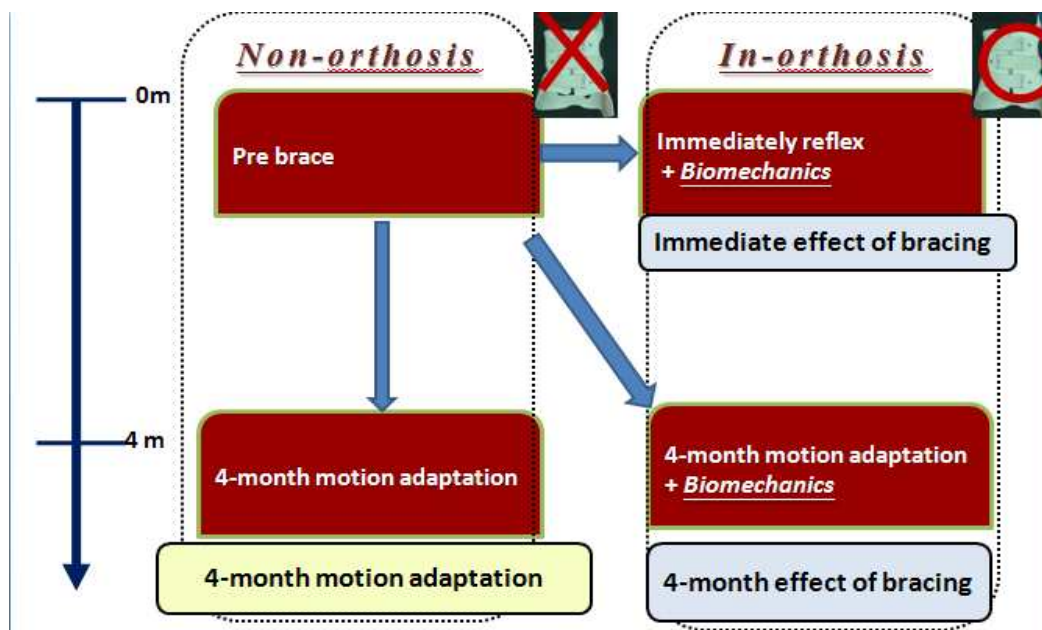 Non-orthosis
In-orthosis
0m
Pre brace
Immediately reflex
+ Biomechanics
Immediate effect of bracing
4 m
4-month motion adaptation
4-month motion adaptation
+ Biomechanics
4-month motion adaptation
4-month effect of bracing